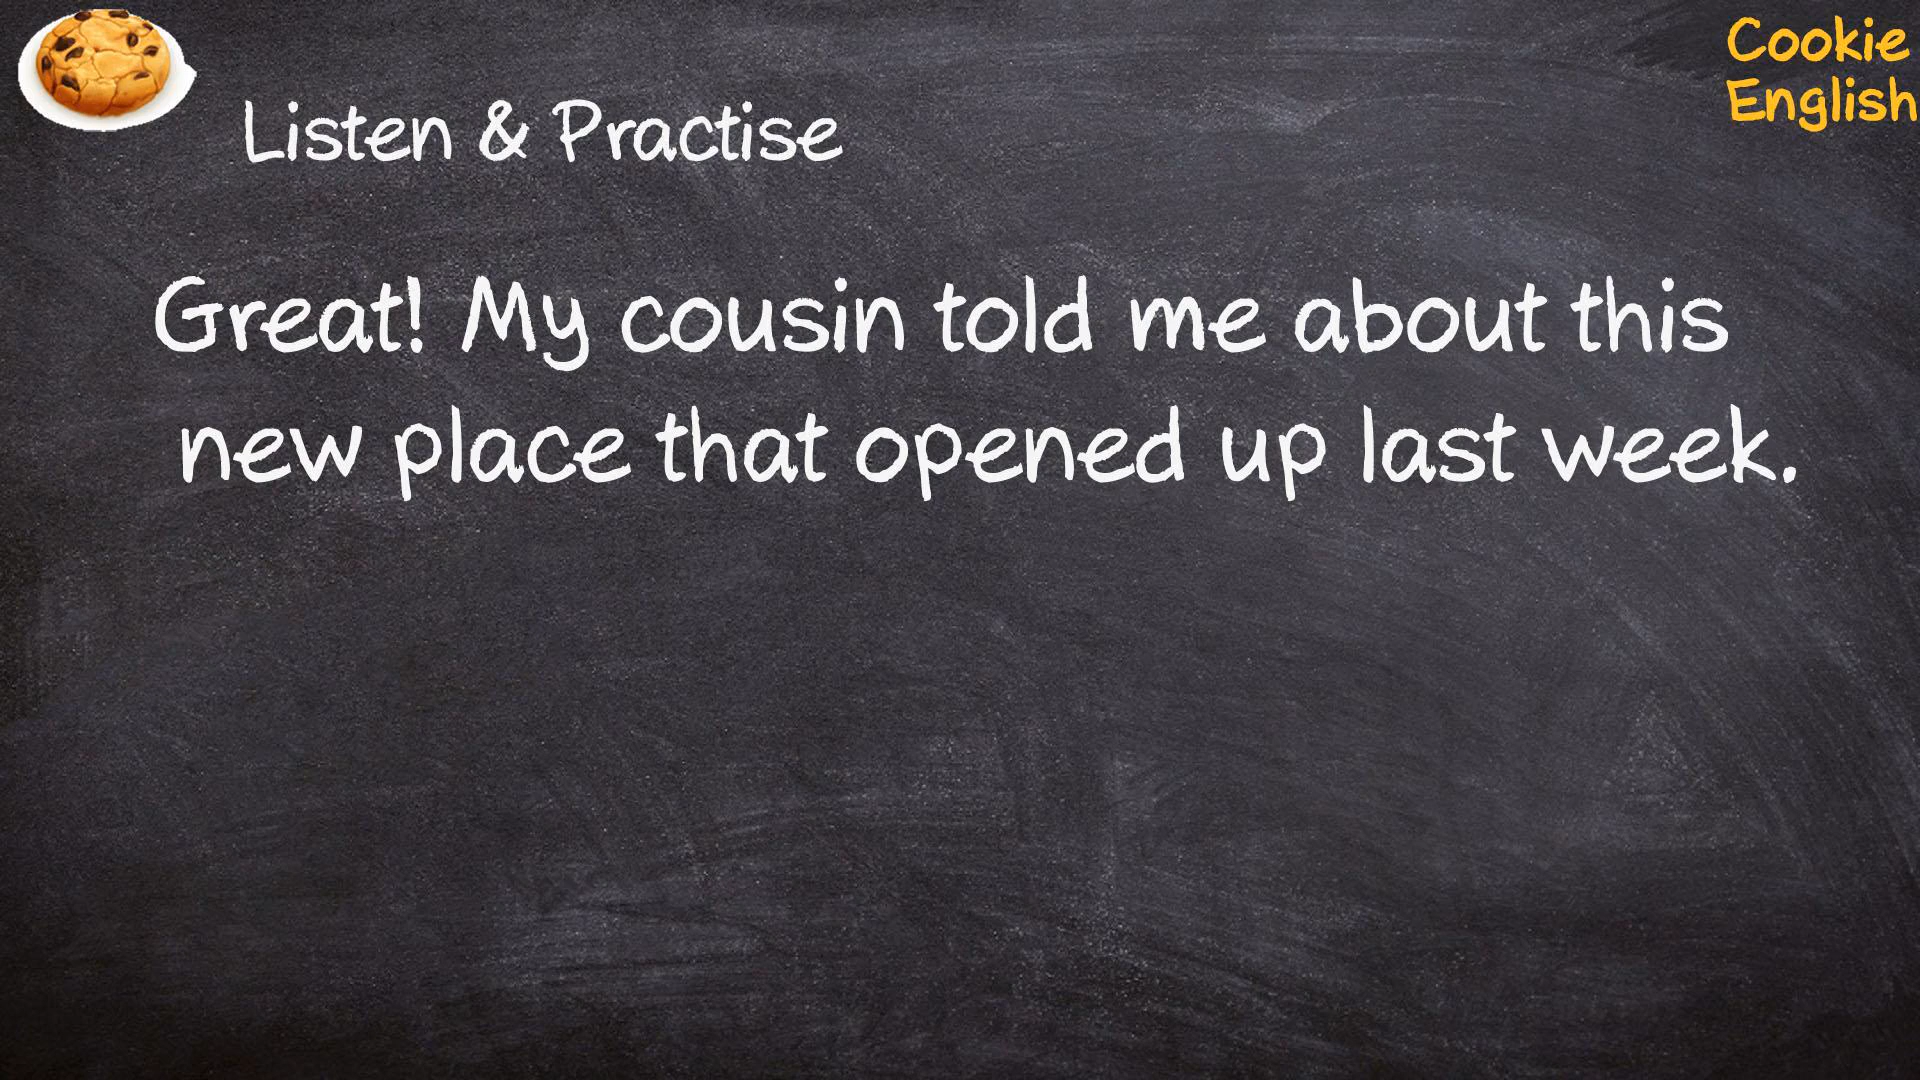 Cookie
English
Listen & Practise
Great! My cousin told me about this
new place that opened up last week.